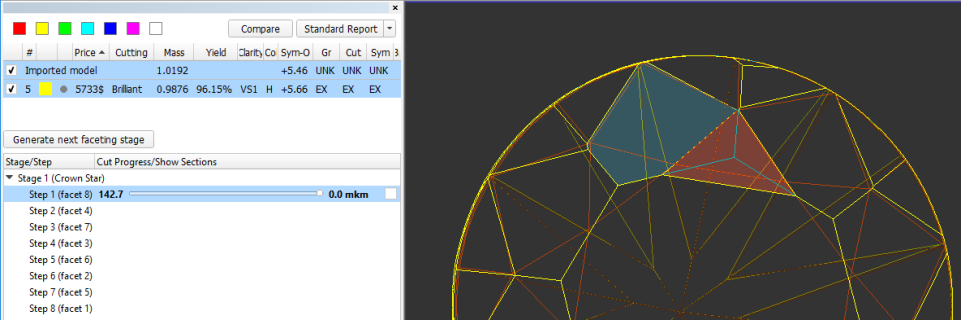 Compare Standard Report
# Price Cutting Mass Yield Clarity Co Sym-O Gr Cut Sym
Imported model 1.0192 +5.46 UNK UNK UNK
5 5733$ Brilliant 0.9876 96.15% VS1 H +5.66 EX EX EX
Generate next faceting stage
Stage/Step Cut Progress/Show Sections
Stage 1 (Crown Star)
Step 1 (facet 8) 142.7 0.0 mkm
Step 2 (facet 4)
Step 3 (facet 7)
Step 4 (facet 3)
Step 5 (facet 6)
Step 6 (facet 2)
Step 7 (facet 5)
Step 8 (facet 1)